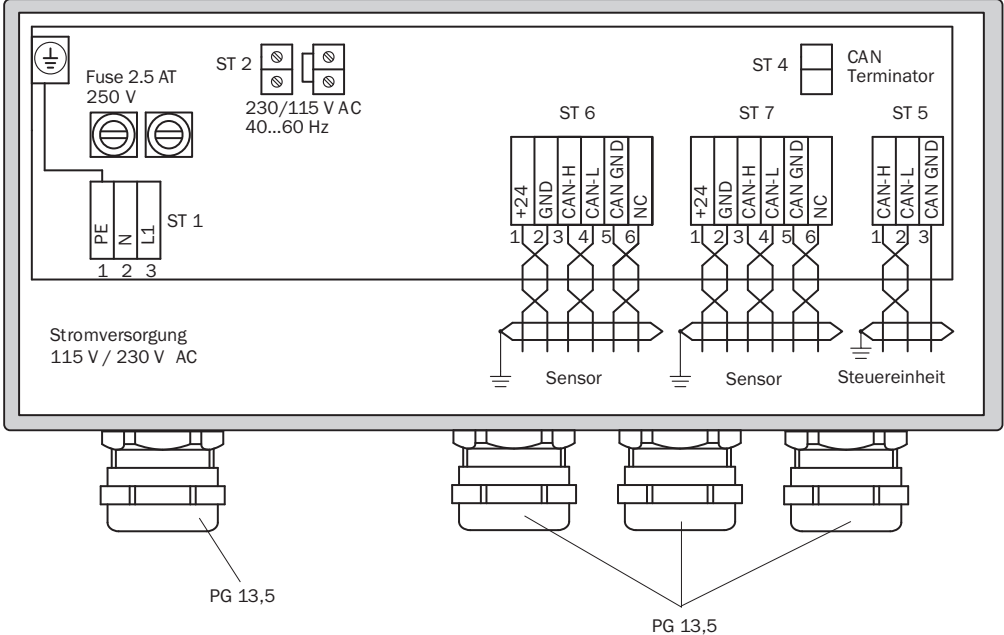 Fuse 2.5 AT
250 V
ST 2
230/115 V AC
40...60 Hz
ST 4
CAN
Terminator
ST 6
ST 7
ST 5
+24
GND
CAN-H
CAN-L
CAN GND
NC
1 2 3 4 5 6
+24
GND
CAN-H
CAN-L
CAN GND
NC
1 2 3 4 5 6
CAN-H
CAN-L
CAN GND
1 2 3
PE
N
L1
ST 1
1 2 3
Stromversorgung
115 V / 230 V AC
Sensor
Sensor
Steuereinheit
PG 13,5
PG 13,5